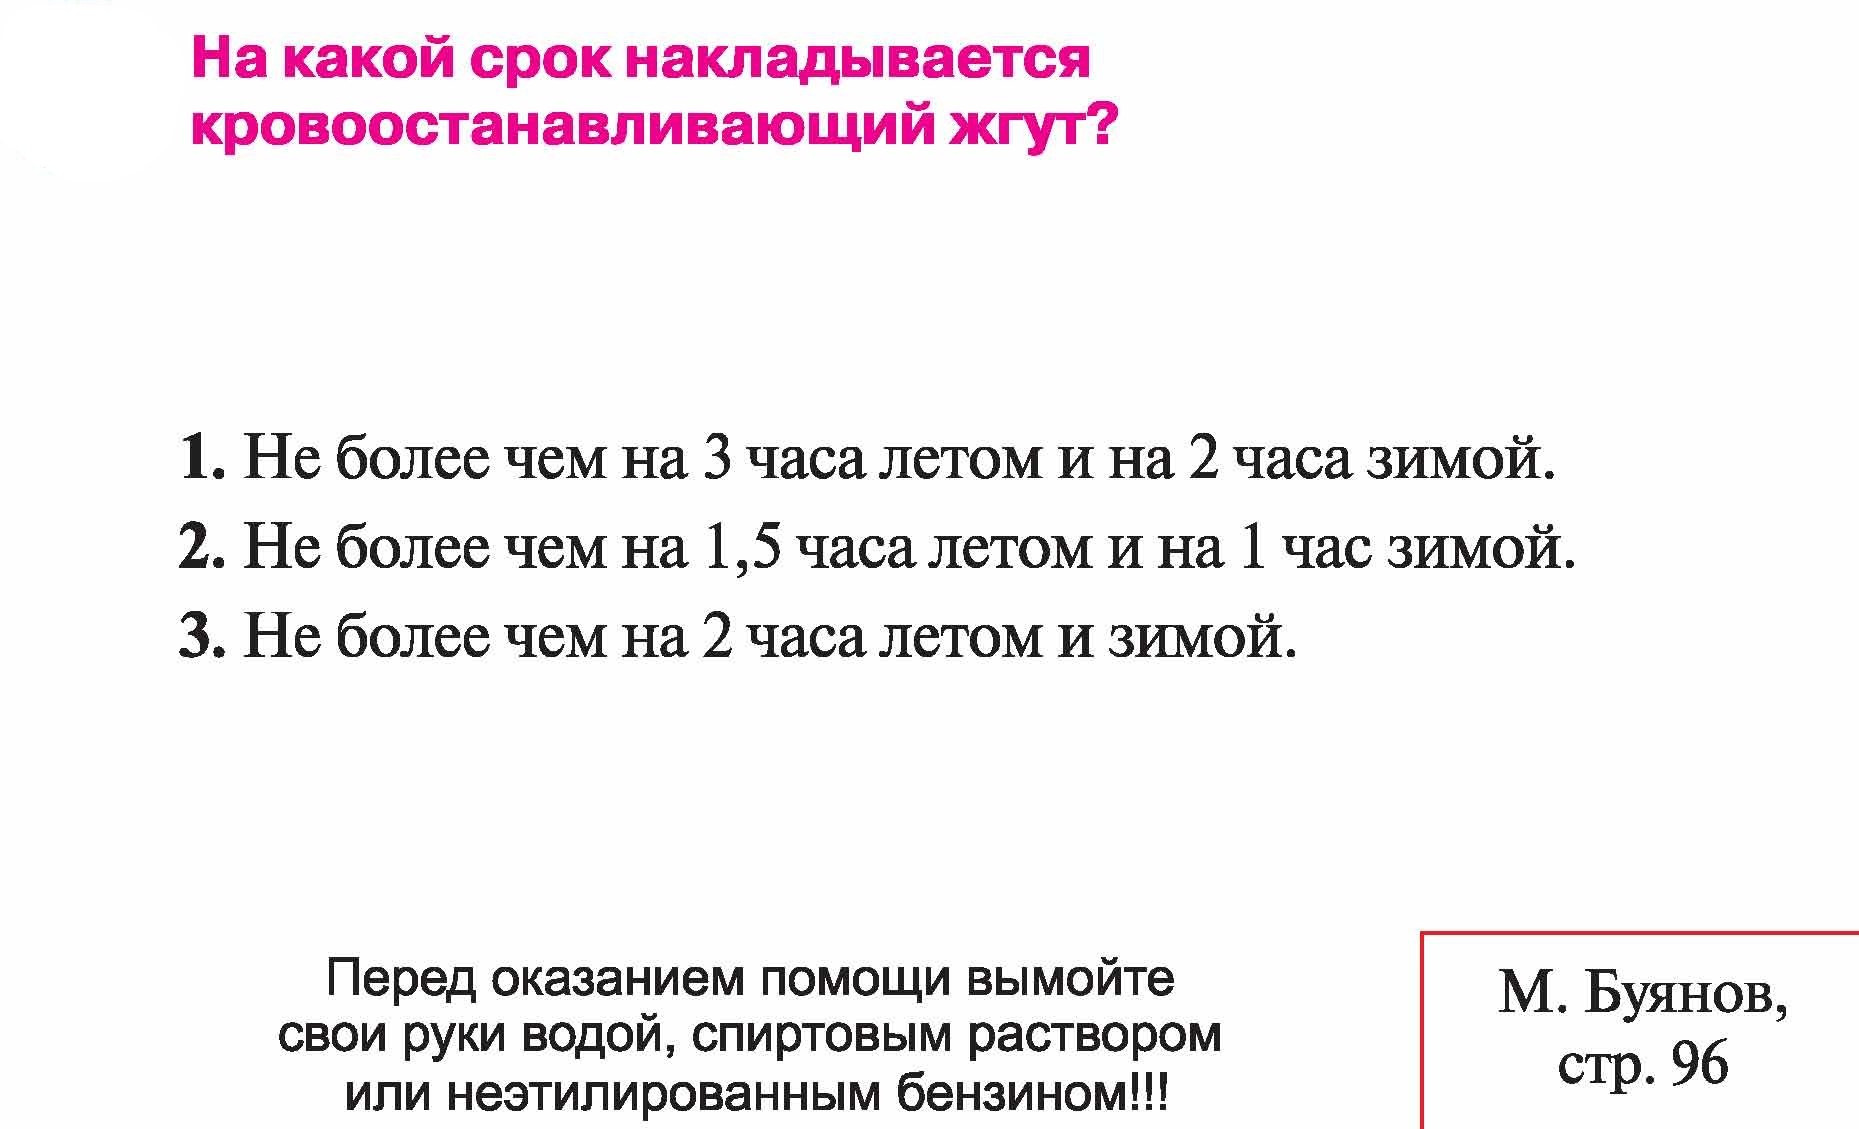 На какой срок накладывается
кровоостанавливающий жгут?
1. Не более чем на 3 часа летом и на 2 часа зимой.
2. Не более чем на 1,5 часа летом и на 1 час зимой.
3. Не более чем на 2 часа летом и зимой.
Перед оказанием помощи вымойте
свои руки водой, спиртовым раствором
или неэтилированным бензином!!!
М. Буянов,
стр. 96